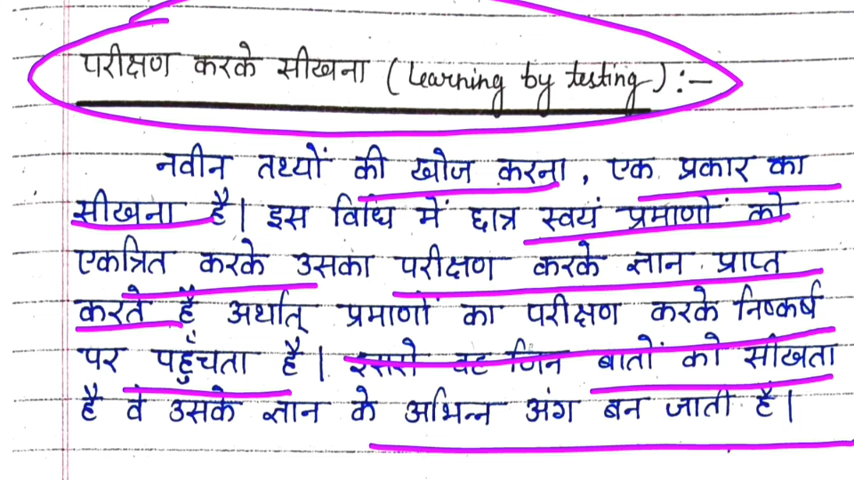 परीक्षण करके सीखना (Learning by testing) :-
नवीन तथ्यों की खोज करना, एक प्रकार का
सीखना है। इस विधि में छात्र स्वयं प्रमाणों को
एकत्रित करके उसका परीक्षण करके ज्ञान प्राप्त
करते है अर्थात् प्रमाणों का परीक्षण करके निष्कर्ष
पर पहुँचता है। इससे वह जिन बातों को सीखता
है वे उसके ज्ञान के अभिन्न अंग बन जाती है।